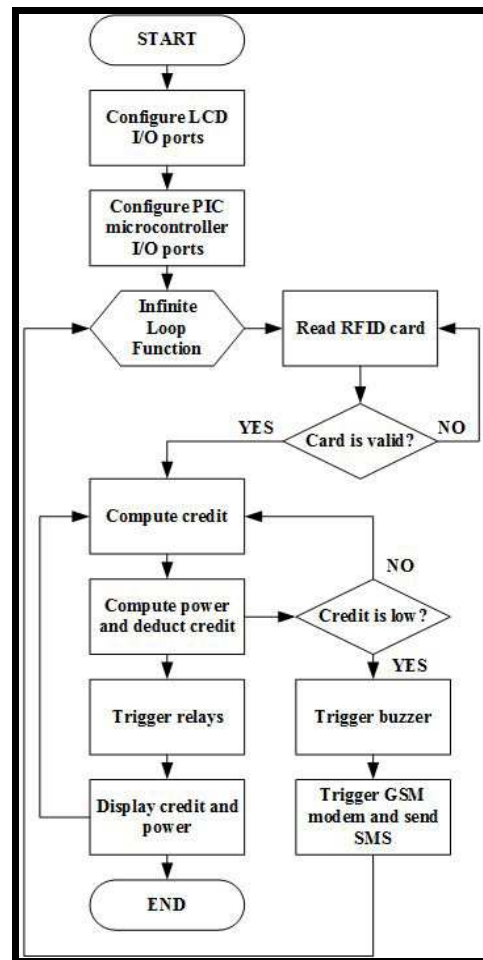 START
Configure LCD
I/O ports
Configure PIC
microcontroller
I/O ports
Infinite
Loop
Function
Read RFID card
YES
Card is valid?
NO
Compute credit
NO
Compute power
and deduct credit
Credit is low?
YES
Trigger relays
Trigger buzzer
Display credit and
power
Trigger GSM
modem and send
SMS
END